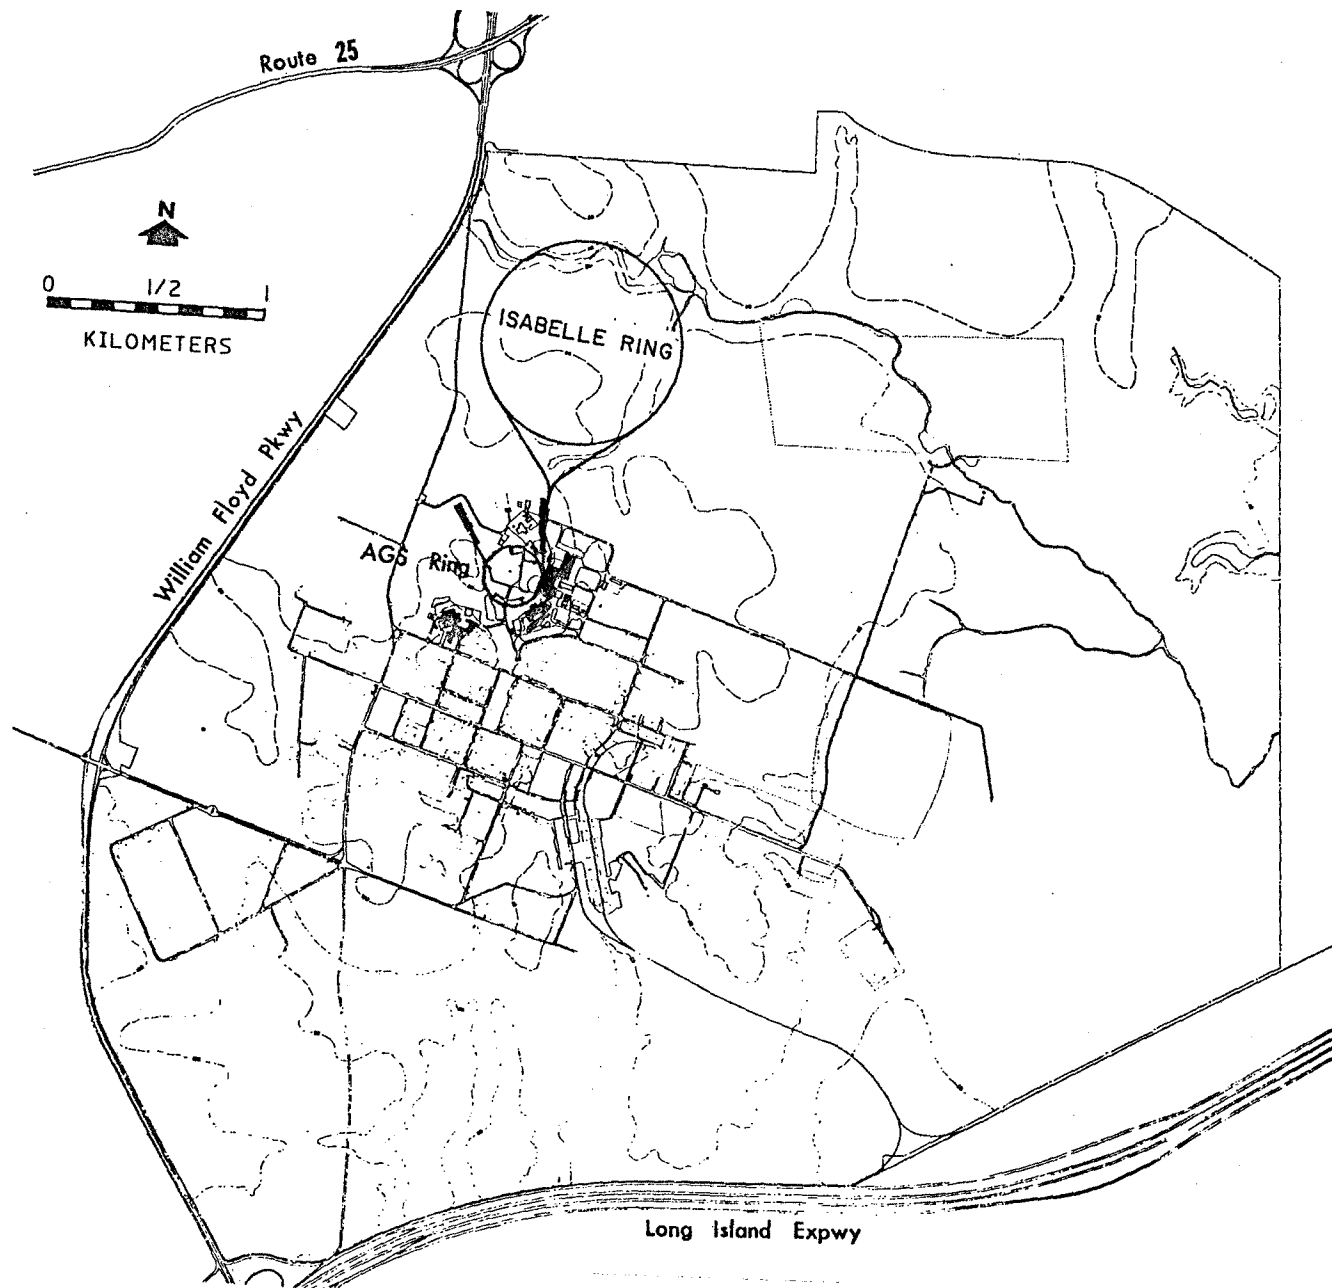 Route 25
N
0 1/2 1
KILOMETERS
ISABELLE RING
William Floyd Pkwy
AGS Ring
Long Island Expwy